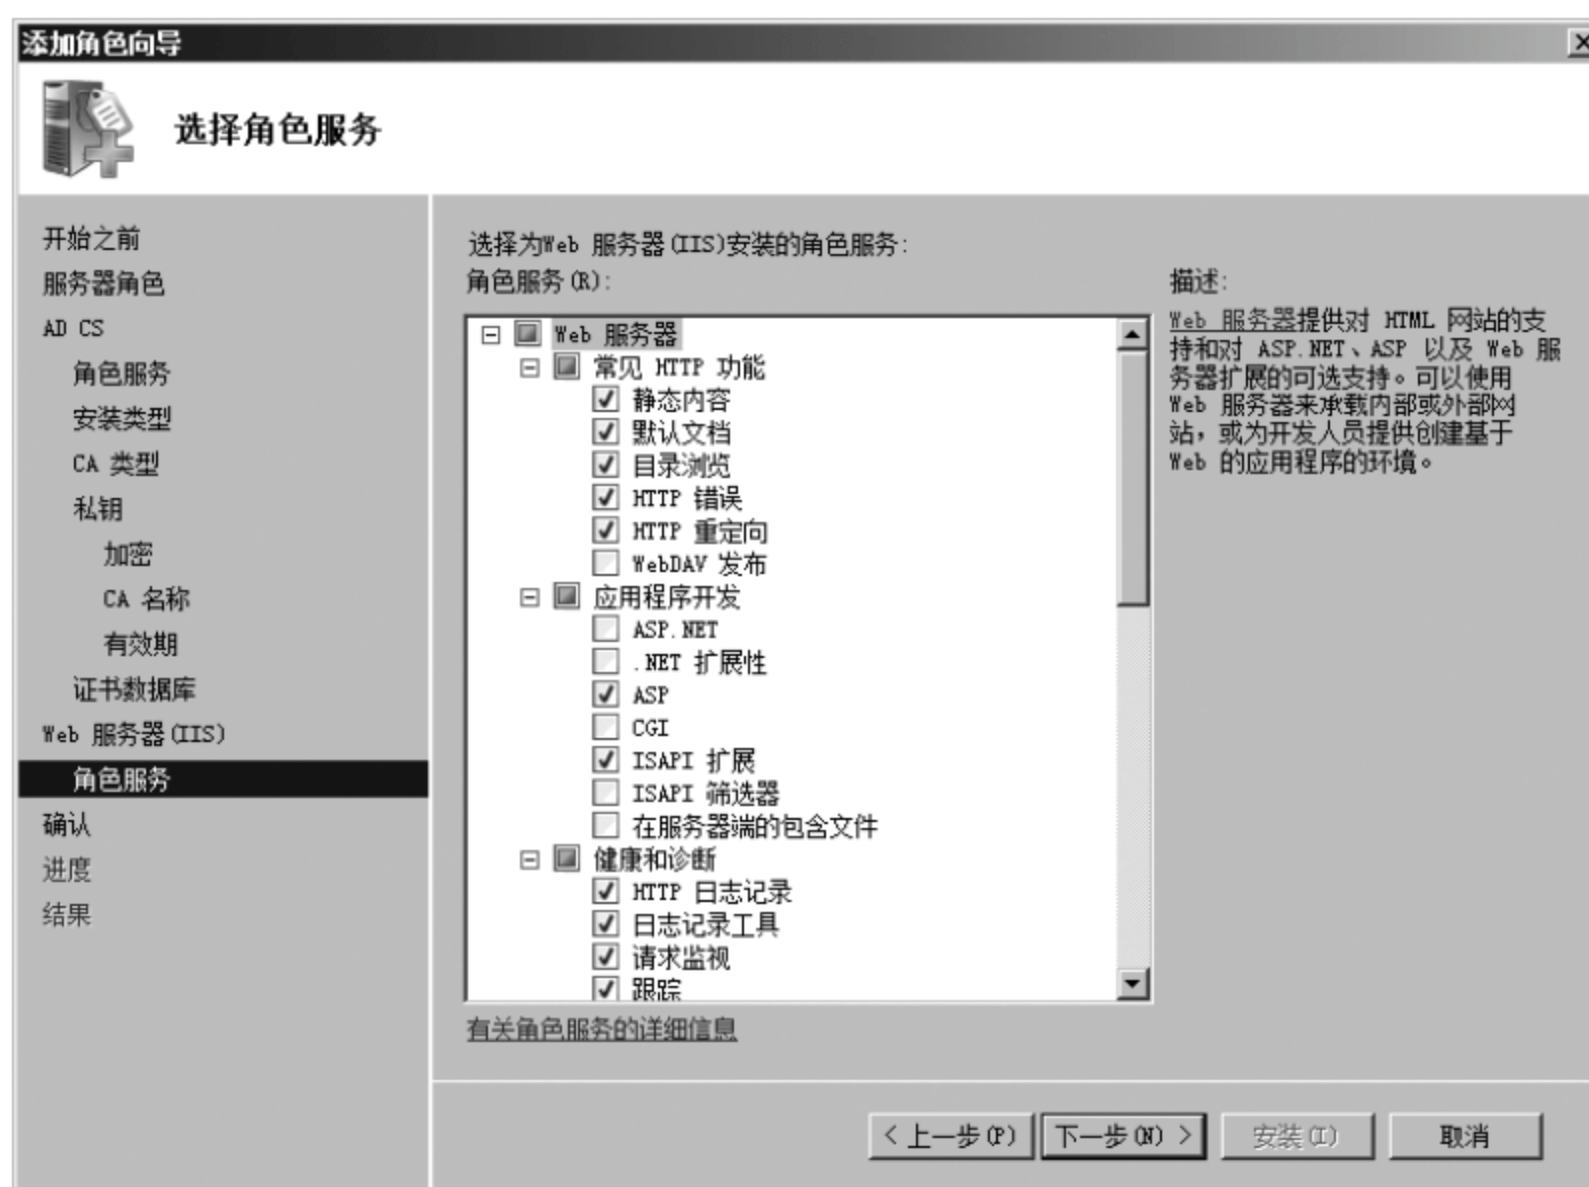 添加角色向导
选择角色服务
开始之前
服务器角色
AD CS
角色服务
安装类型
CA 类型
私钥
加密
CA 名称
有效期
证书数据库
Web 服务器(IIS)
角色服务
确认
进度
结果
选择为Web 服务器(IIS)安装的角色服务:
角色服务(R):
Web 服务器
常见 HTTP 功能
静态内容
默认文档
目录浏览
HTTP 错误
HTTP 重定向
WebDAV 发布
应用程序开发
ASP.NET
.NET 扩展性
ASP
CGI
ISAPI 扩展
ISAPI 筛选器
在服务器端的包含文件
健康和诊断
HTTP 日志记录
日志记录工具
请求监视
跟踪
有关角色服务的详细信息
描述:
Web 服务器提供对 HTML 网站的支
持和对 ASP.NET、ASP 以及 Web 服
务器扩展的可选支持。可以使用
Web 服务器来承载内部或外部网
站，或为开发人员提供创建基于
Web 的应用程序的环境。
< 上一步(P)
下一步(N) >
安装(I)
取消